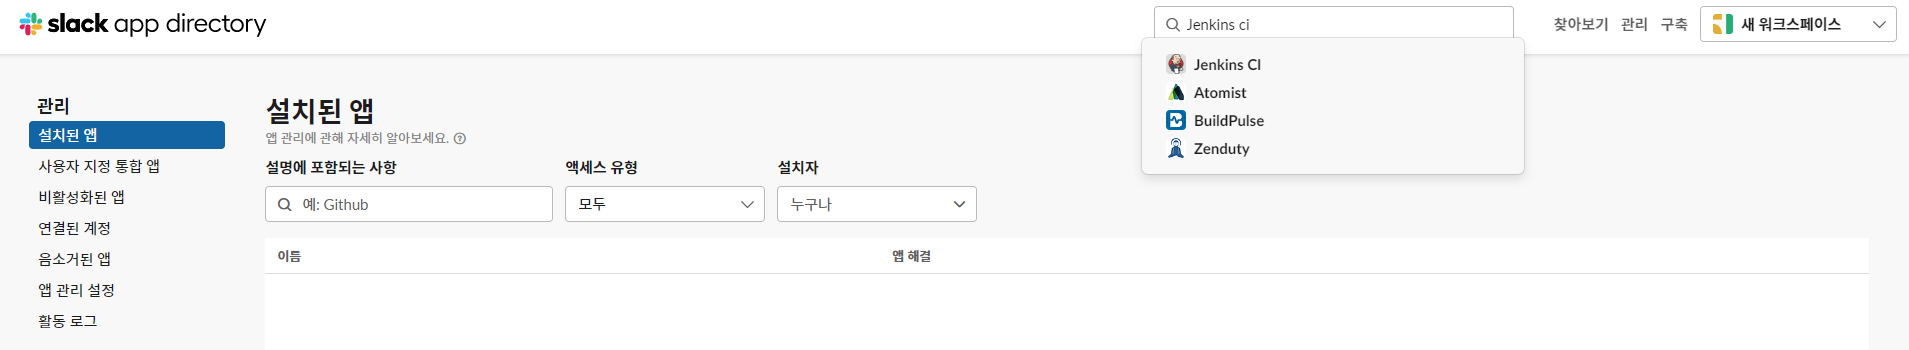 slack app directory
Jenkins ci
찾아보기 관리 구축 새 워크스페이스
Jenkins CI
Atomist
BuildPulse
Zenduty
관리
설치된 앱
사용자 지정 통합 앱
비활성화된 앱
연결된 계정
음소거된 앱
앱 관리 설정
활동 로그
설치된 앱
앱 관리에 관해 자세히 알아보세요.
설명에 포함되는 사항 액세스 유형 설치자
예: Github 모두 누구나
이름 앱 해결